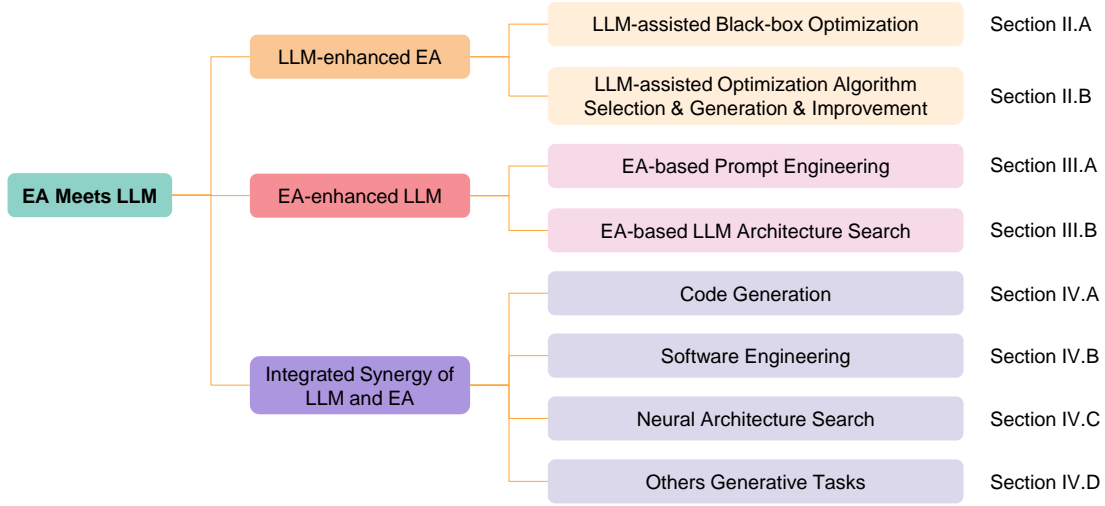 EA Meets LLM
LLM-enhanced EA
LLM-assisted Black-box Optimization
Section II.A
LLM-assisted Optimization Algorithm
Selection & Generation & Improvement
Section II.B
EA-enhanced LLM
EA-based Prompt Engineering
Section III.A
EA-based LLM Architecture Search
Section III.B
Integrated Synergy of
LLM and EA
Code Generation
Section IV.A
Software Engineering
Section IV.B
Neural Architecture Search
Section IV.C
Others Generative Tasks
Section IV.D